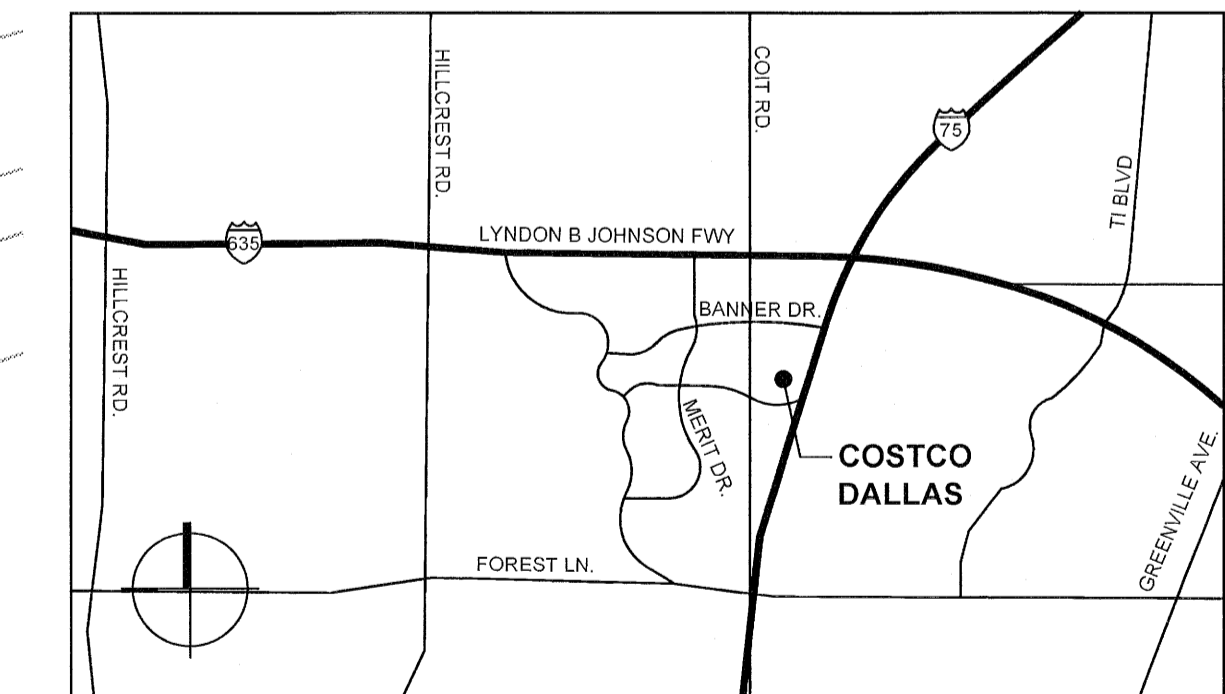 HILLCREST RD.
COIT RD.
75
TI BLVD
635
LYNDON B JOHNSON FWY
HILLCREST RD.
BANNER DR.
MERIT DR.
COSTCO
DALLAS
GREENVILLE AVE.
FOREST LN.